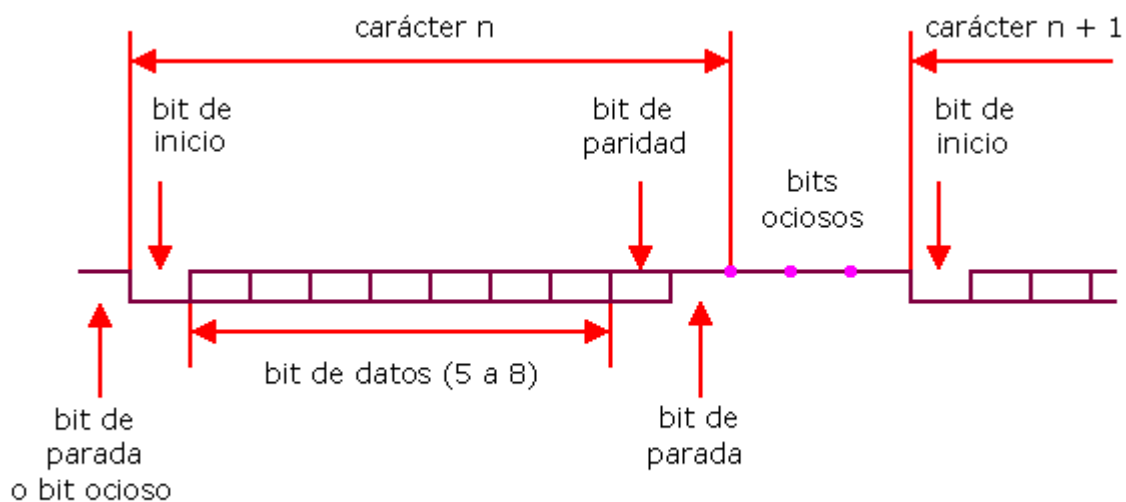 carácter n
carácter n + 1
bit de
inicio
bit de
paridad
bits
ociosos
bit de
inicio
bit de datos (5 a 8)
bit de
parada
o bit ocioso
bit de
parada